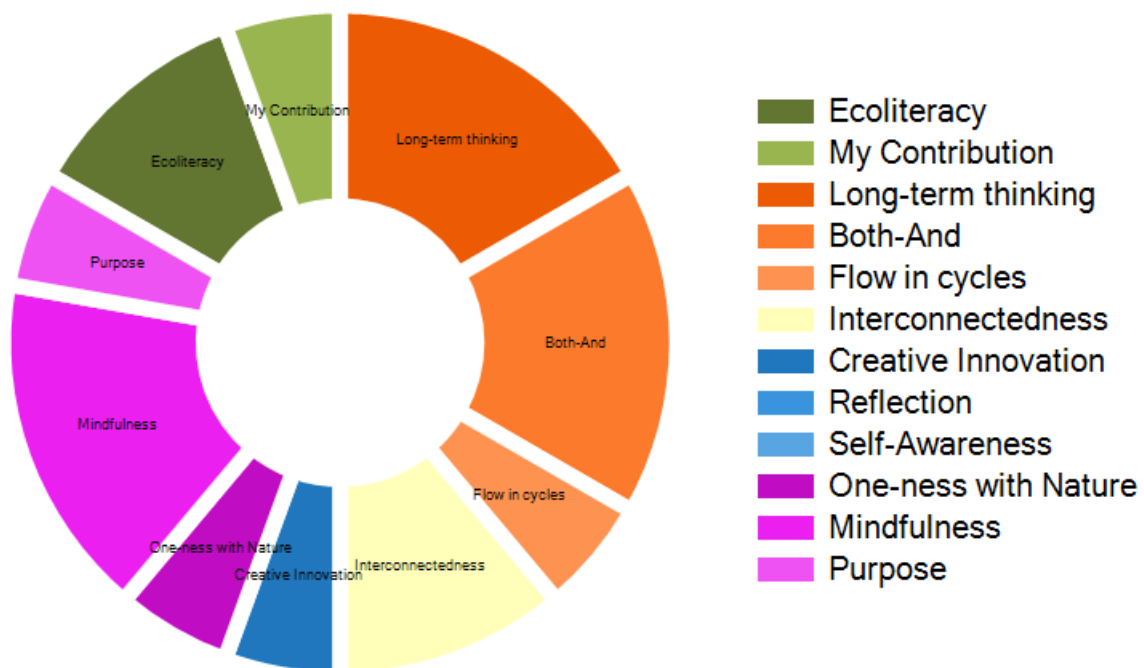 My Contribution
Long-term thinking
Ecoliteracy
Purpose
Both-And
Mindfulness
Flow in cycles
One-ness with Nature
Interconnectedness
Creative Innovation
Ecoliteracy
My Contribution
Long-term thinking
Both-And
Flow in cycles
Interconnectedness
Creative Innovation
Reflection
Self-Awareness
One-ness with Nature
Mindfulness
Purpose